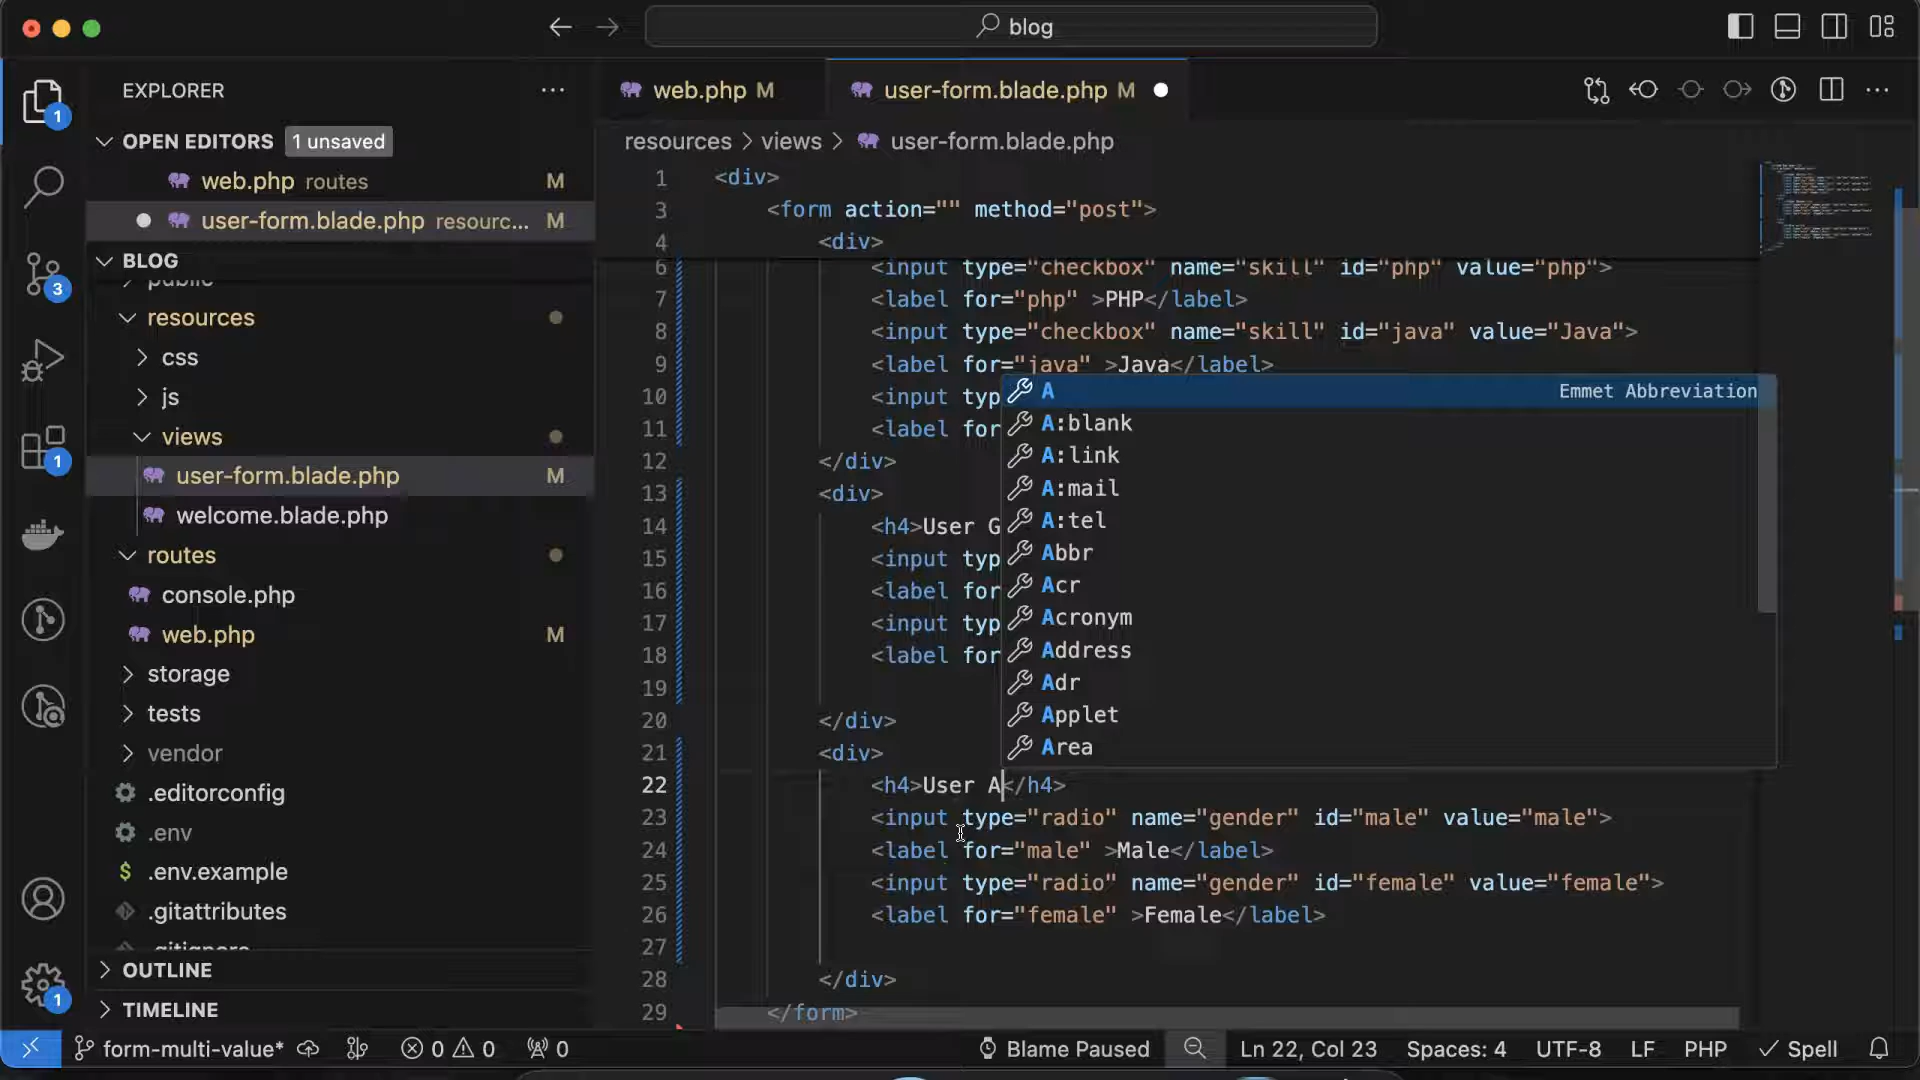 blog
EXPLORER
OPEN EDITORS 1 unsaved
web.php routes M
user-form.blade.php resourc... M
BLOG
public
resources
css
js
views
user-form.blade.php M
welcome.blade.php
routes
console.php
web.php M
storage
tests
vendor
.editorconfig
.env
$ .env.example
.gitattributes
.gitignore
OUTLINE
TIMELINE
1
3
1
1
web.php M
user-form.blade.php M
resources > views > user-form.blade.php
1 <div>
3 <form action="" method="post">
4 <div>
6 <input type="checkbox" name="skill" id="php" value="php">
7 <label for="php" >PHP</label>
8 <input type="checkbox" name="skill" id="java" value="Java">
9 <label for="java" >Java</label>
10 <input typ
11 <label for
12 </div>
13 <div>
14 <h4>User G
15 <input typ
16 <label for
17 <input typ
18 <label for
19
20 </div>
21 <div>
22 <h4>User A</h4>
23 <input type="radio" name="gender" id="male" value="male">
24 <label for="male" >Male</label>
25 <input type="radio" name="gender" id="female" value="female">
26 <label for="female" >Female</label>
27
28 </div>
29 </form>
A Emmet Abbreviation
A:blank
A:link
A:mail
A:tel
Abbr
Acr
Acronym
Address
Adr
Applet
Area
form-multi-value* 0 0 0 Blame Paused Ln 22, Col 23 Spaces: 4 UTF-8 LF PHP Spell